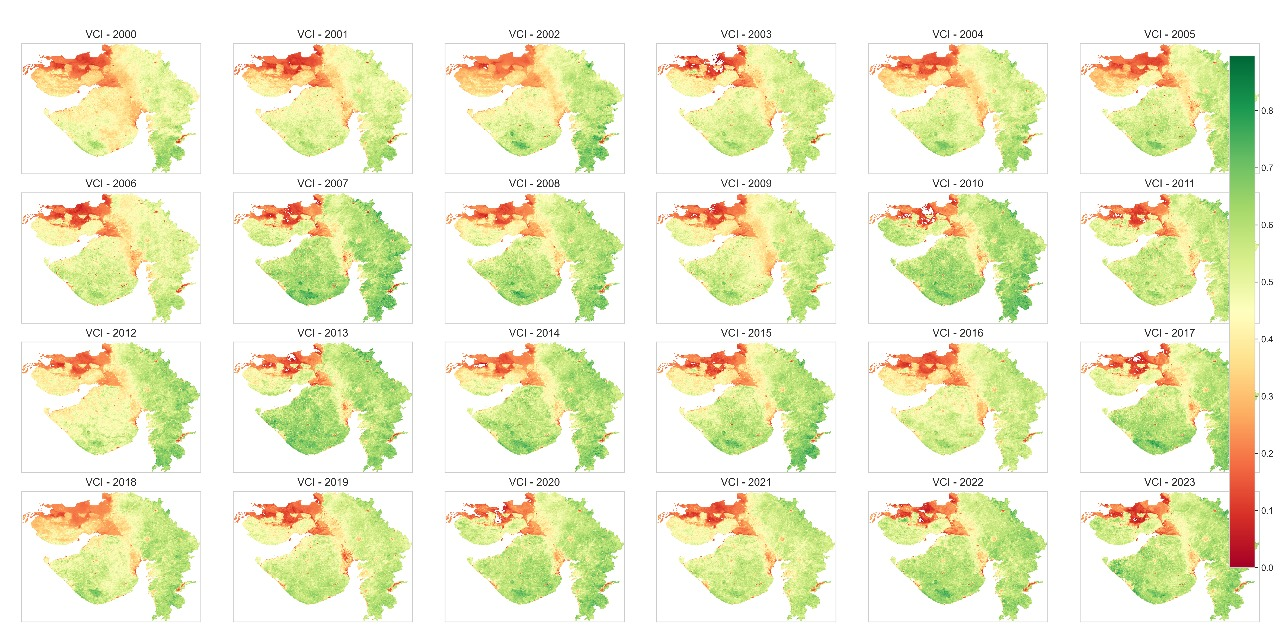 VCI - 2000 VCI - 2001 VCI - 2002 VCI - 2003 VCI - 2004 VCI - 2005
VCI - 2006 VCI - 2007 VCI - 2008 VCI - 2009 VCI - 2010 VCI - 2011
VCI - 2012 VCI - 2013 VCI - 2014 VCI - 2015 VCI - 2016 VCI - 2017
VCI - 2018 VCI - 2019 VCI - 2020 VCI - 2021 VCI - 2022 VCI - 2023
0.8
0.7
0.6
0.5
0.4
0.3
0.2
0.1
0.0